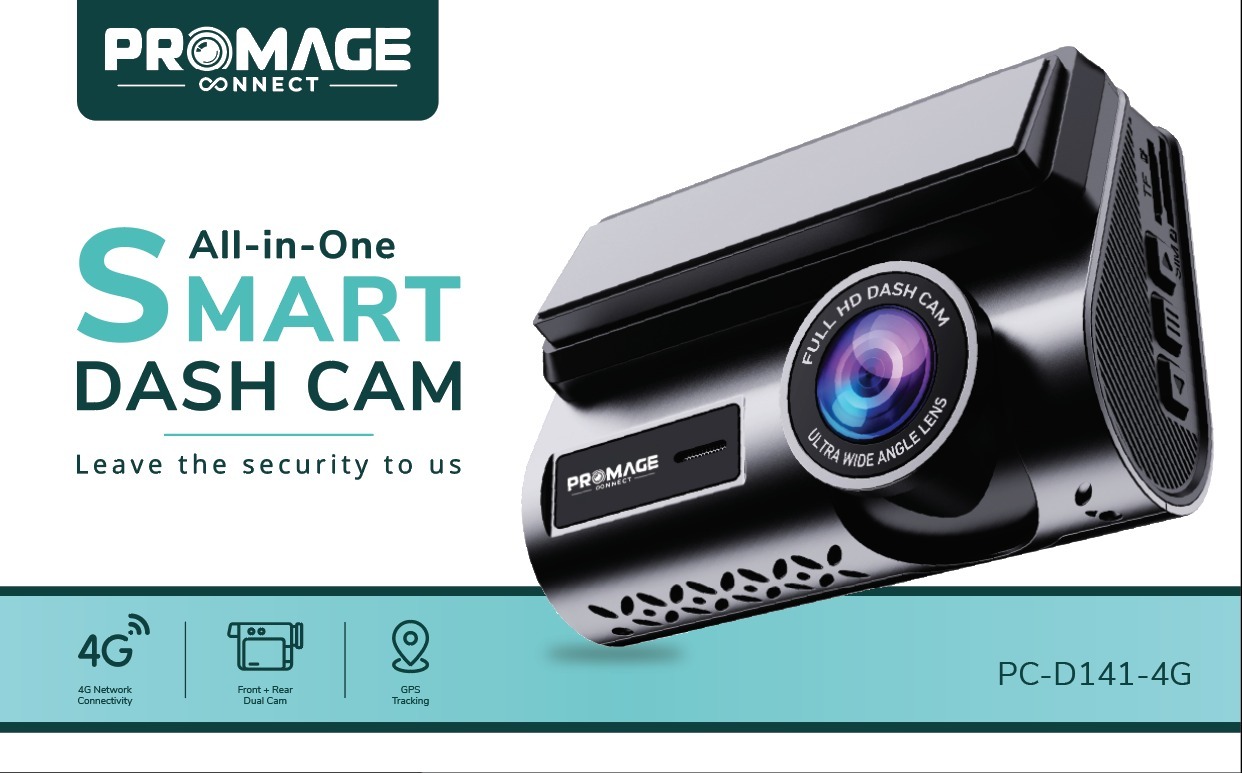 PROMAGE
CONNECT
All-in-One
SMART
DASH CAM
Leave the security to us
FULL HD DASH CAM
ULTRA WIDE ANGLE LENS
PROMAGE
CONNECT
TF
SIM
4G
4G Network
Connectivity
Front + Rear
Dual Cam
GPS
Tracking
PC-D141-4G